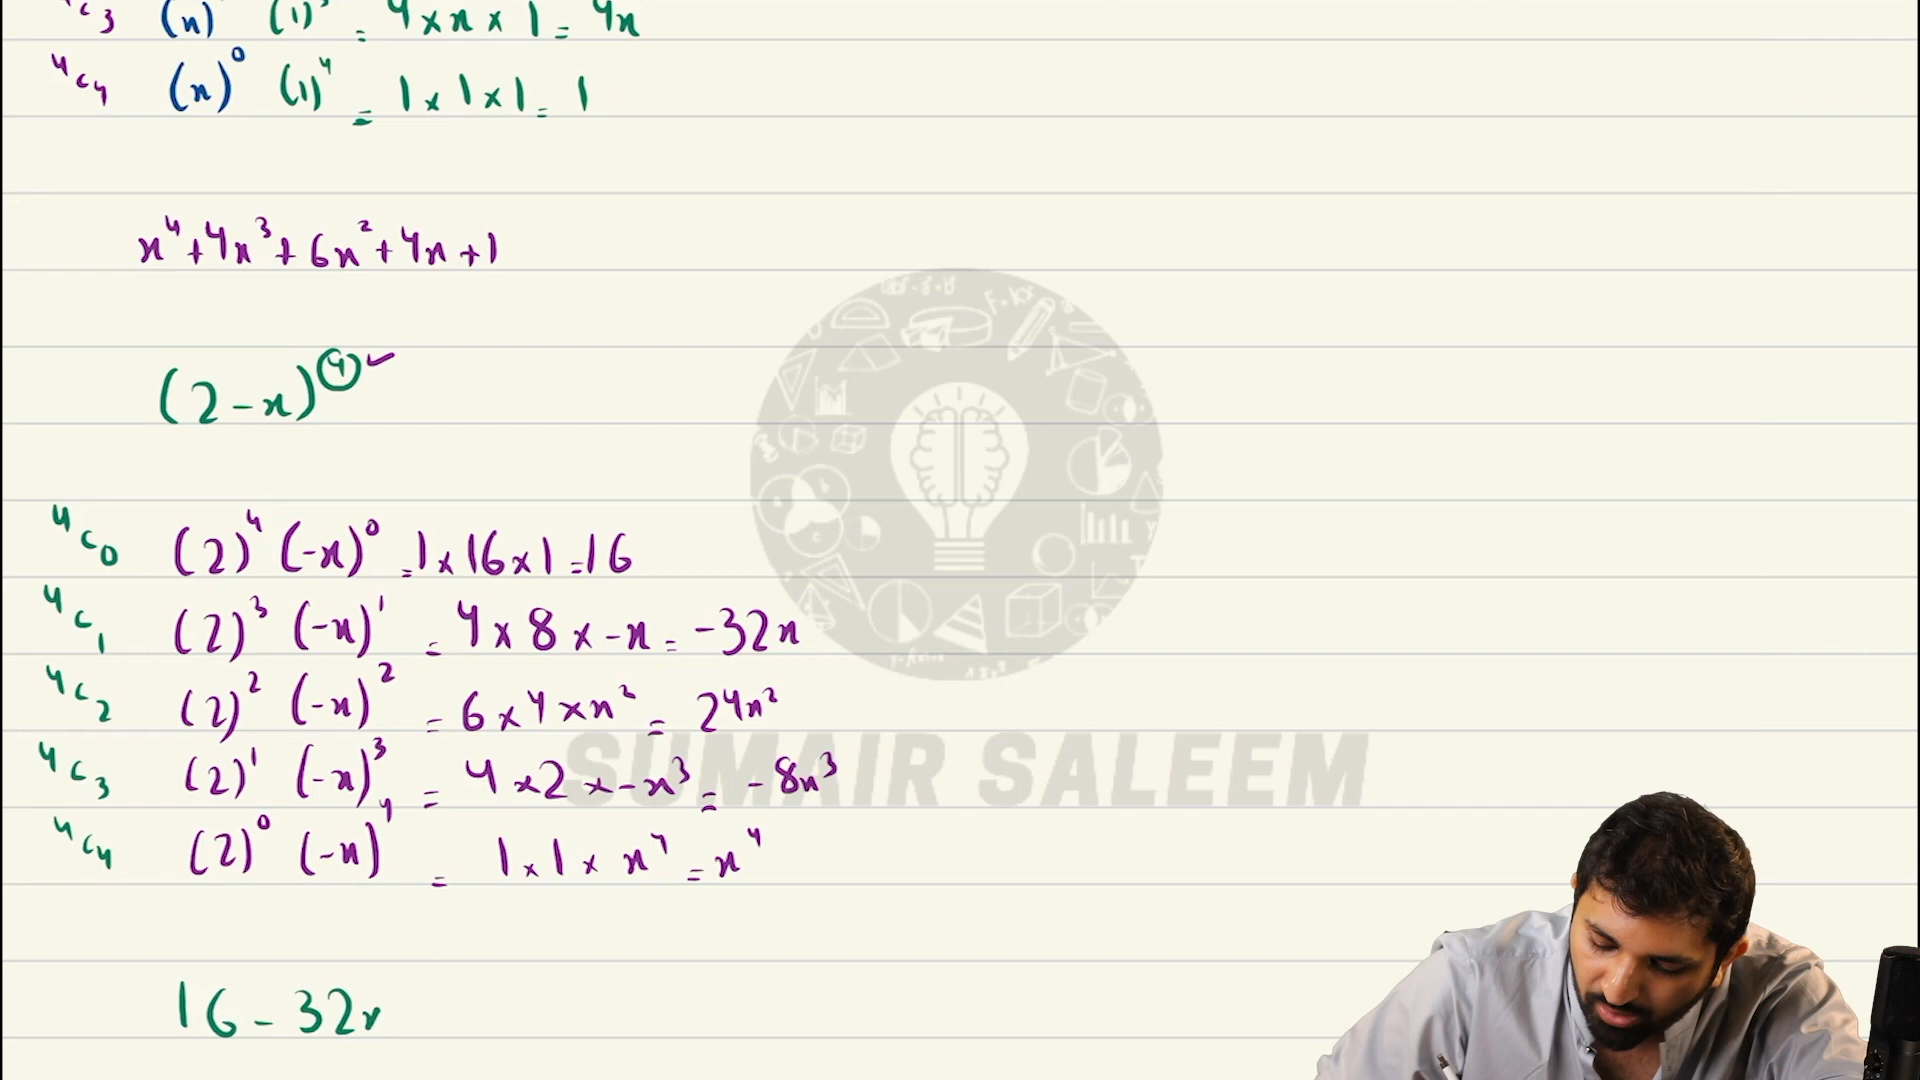 ⁴C₃ (x) (1)³ = 4 × x × 1 = 4x
⁴C₄ (x)⁰ (1)⁴ = 1 × 1 × 1 = 1
x⁴ + 4x³ + 6x² + 4x + 1
(2 - x)⁴ ✓
⁴C₀ (2)⁴ (-x)⁰ = 1 × 16 × 1 = 16
⁴C₁ (2)³ (-x)¹ = 4 × 8 × -x = -32x
⁴C₂ (2)² (-x)² = 6 × 4 × x² = 24x²
⁴C₃ (2)¹ (-x)³ = 4 × 2 × -x³ = -8x³
⁴C₄ (2)⁰ (-x)⁴ = 1 × 1 × x⁴ = x⁴
16 - 32x
SUMAIR SALEEM